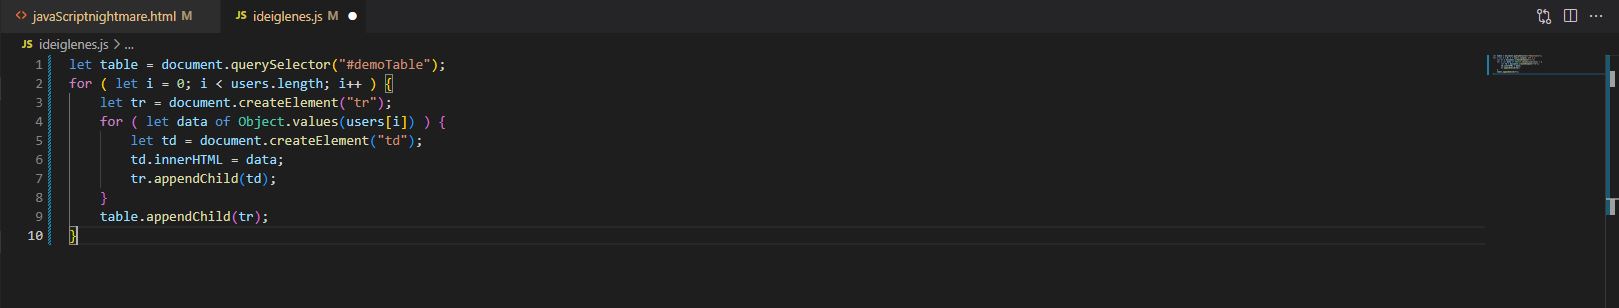 javaScriptnightmare.html M
JS ideiglenes.js M
JS ideiglenes.js > ...
1 let table = document.querySelector("#demoTable");
2 for ( let i = 0; i < users.length; i++ ) {
3 let tr = document.createElement("tr");
4 for ( let data of Object.values(users[i]) ) {
5 let td = document.createElement("td");
6 td.innerHTML = data;
7 tr.appendChild(td);
8 }
9 table.appendChild(tr);
10 }